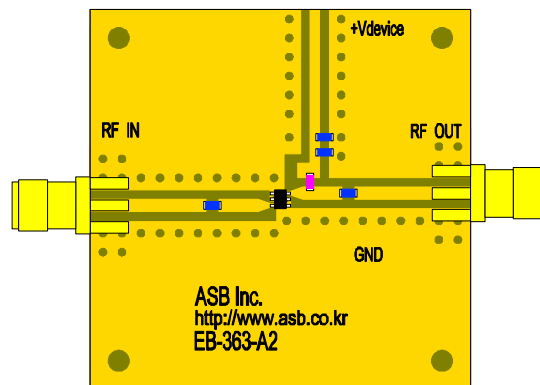 +Vdevice
RF IN
RF OUT
GND
ASB Inc.
http://www.asb.co.kr
EB-363-A2